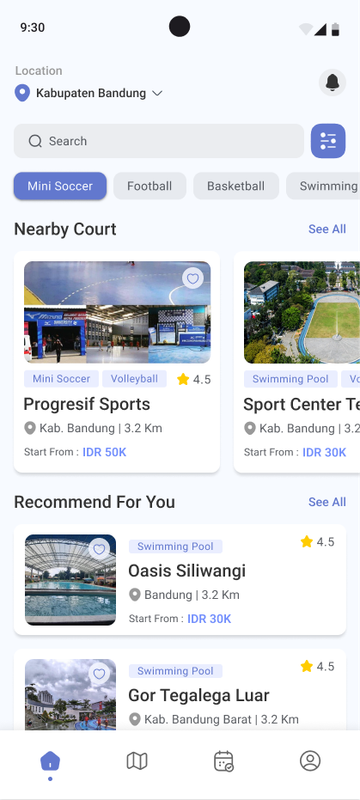 9:30
Location
Kabupaten Bandung
Search
Mini Soccer
Football
Basketball
Swimming
Nearby Court
See All
Mini Soccer
Volleyball
4.5
Progresif Sports
Kab. Bandung | 3.2 Km
Start From : IDR 50K
Swimming Pool
Vo
Sport Center Te
Kab. Bandung | 3.2
Start From : IDR 30K
Recommend For You
See All
Swimming Pool
4.5
Oasis Siliwangi
Bandung | 3.2 Km
Start From : IDR 30K
Swimming Pool
4.5
Gor Tegalega Luar
Kab. Bandung Barat | 3.2 Km